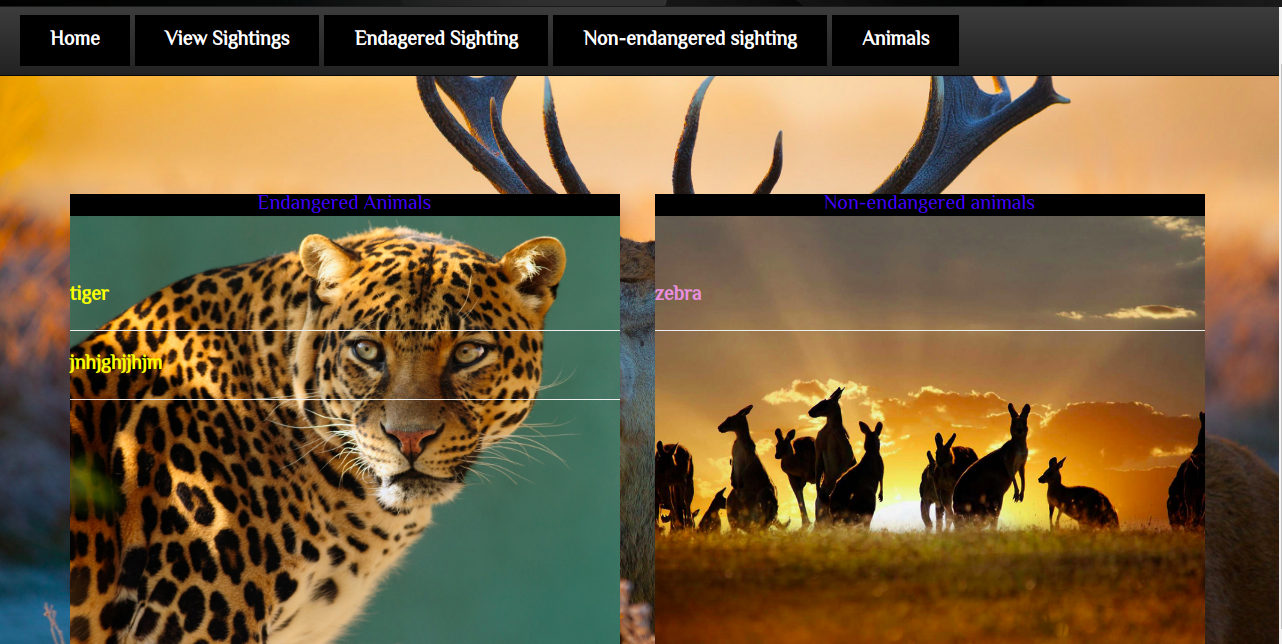 Home View Sightings Endagered Sighting Non-endangered sighting Animals
Endangered Animals
Non-endangered animals
tiger
zebra
jnhjghjjhjm